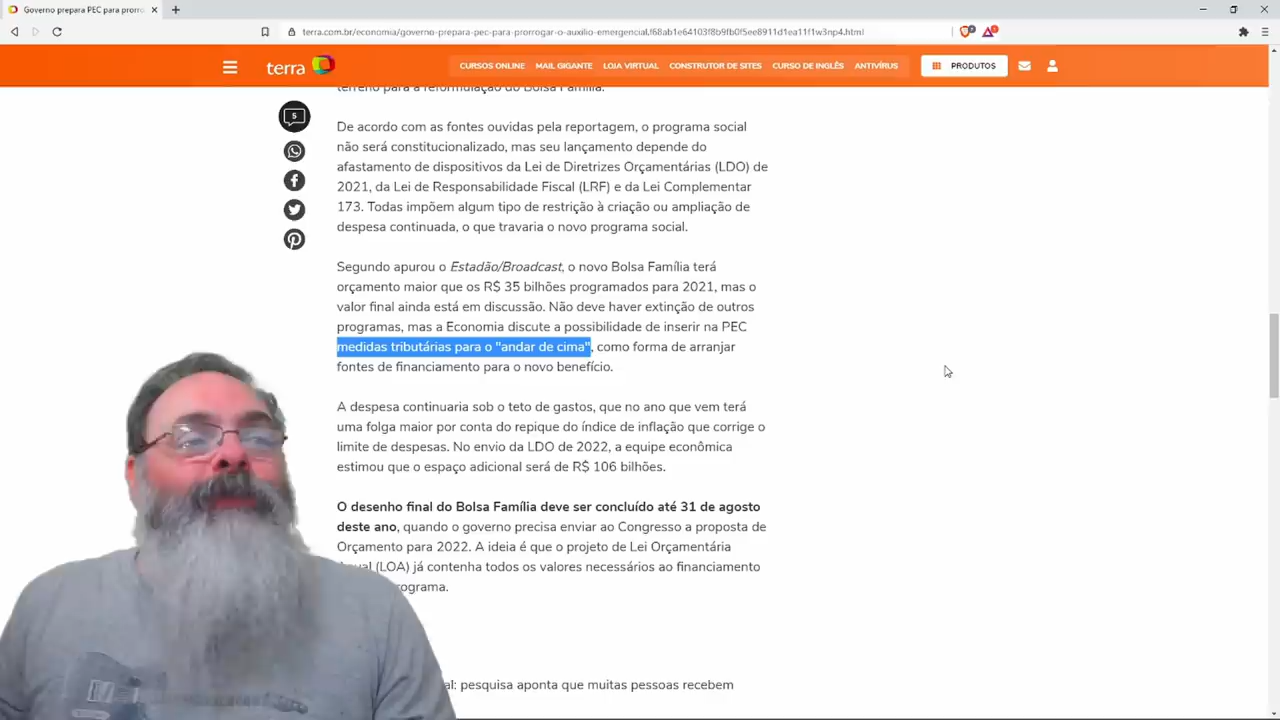 Governo prepara PEC para prorro
terra.com.br/economia/governo-prepara-pec-para-prorrogar-o-auxilio-emergencial,f68ab1e64103f8b9fb0f5ee8911d1ea11f1w3np4.html
terra
CURSOS ONLINE MAIL GIGANTE LOJA VIRTUAL CONSTRUTOR DE SITES CURSO DE INGLÊS ANTIVÍRUS PRODUTOS
terreno para a reformulação do Bolsa Família.
5
De acordo com as fontes ouvidas pela reportagem, o programa social
não será constitucionalizado, mas seu lançamento depende do
afastamento de dispositivos da Lei de Diretrizes Orçamentárias (LDO) de
2021, da Lei de Responsabilidade Fiscal (LRF) e da Lei Complementar
173. Todas impõem algum tipo de restrição à criação ou ampliação de
despesa continuada, o que travaria o novo programa social.
Segundo apurou o Estadão/Broadcast, o novo Bolsa Família terá
orçamento maior que os R$ 35 bilhões programados para 2021, mas o
valor final ainda está em discussão. Não deve haver extinção de outros
programas, mas a Economia discute a possibilidade de inserir na PEC
medidas tributárias para o "andar de cima", como forma de arranjar
fontes de financiamento para o novo benefício.
A despesa continuaria sob o teto de gastos, que no ano que vem terá
uma folga maior por conta do repique do índice de inflação que corrige o
limite de despesas. No envio da LDO de 2022, a equipe econômica
estimou que o espaço adicional será de R$ 106 bilhões.
O desenho final do Bolsa Família deve ser concluído até 31 de agosto
deste ano, quando o governo precisa enviar ao Congresso a proposta de
Orçamento para 2022. A ideia é que o projeto de Lei Orçamentária
(LOA) já contenha todos os valores necessários ao financiamento
pesquisa aponta que muitas pessoas recebem